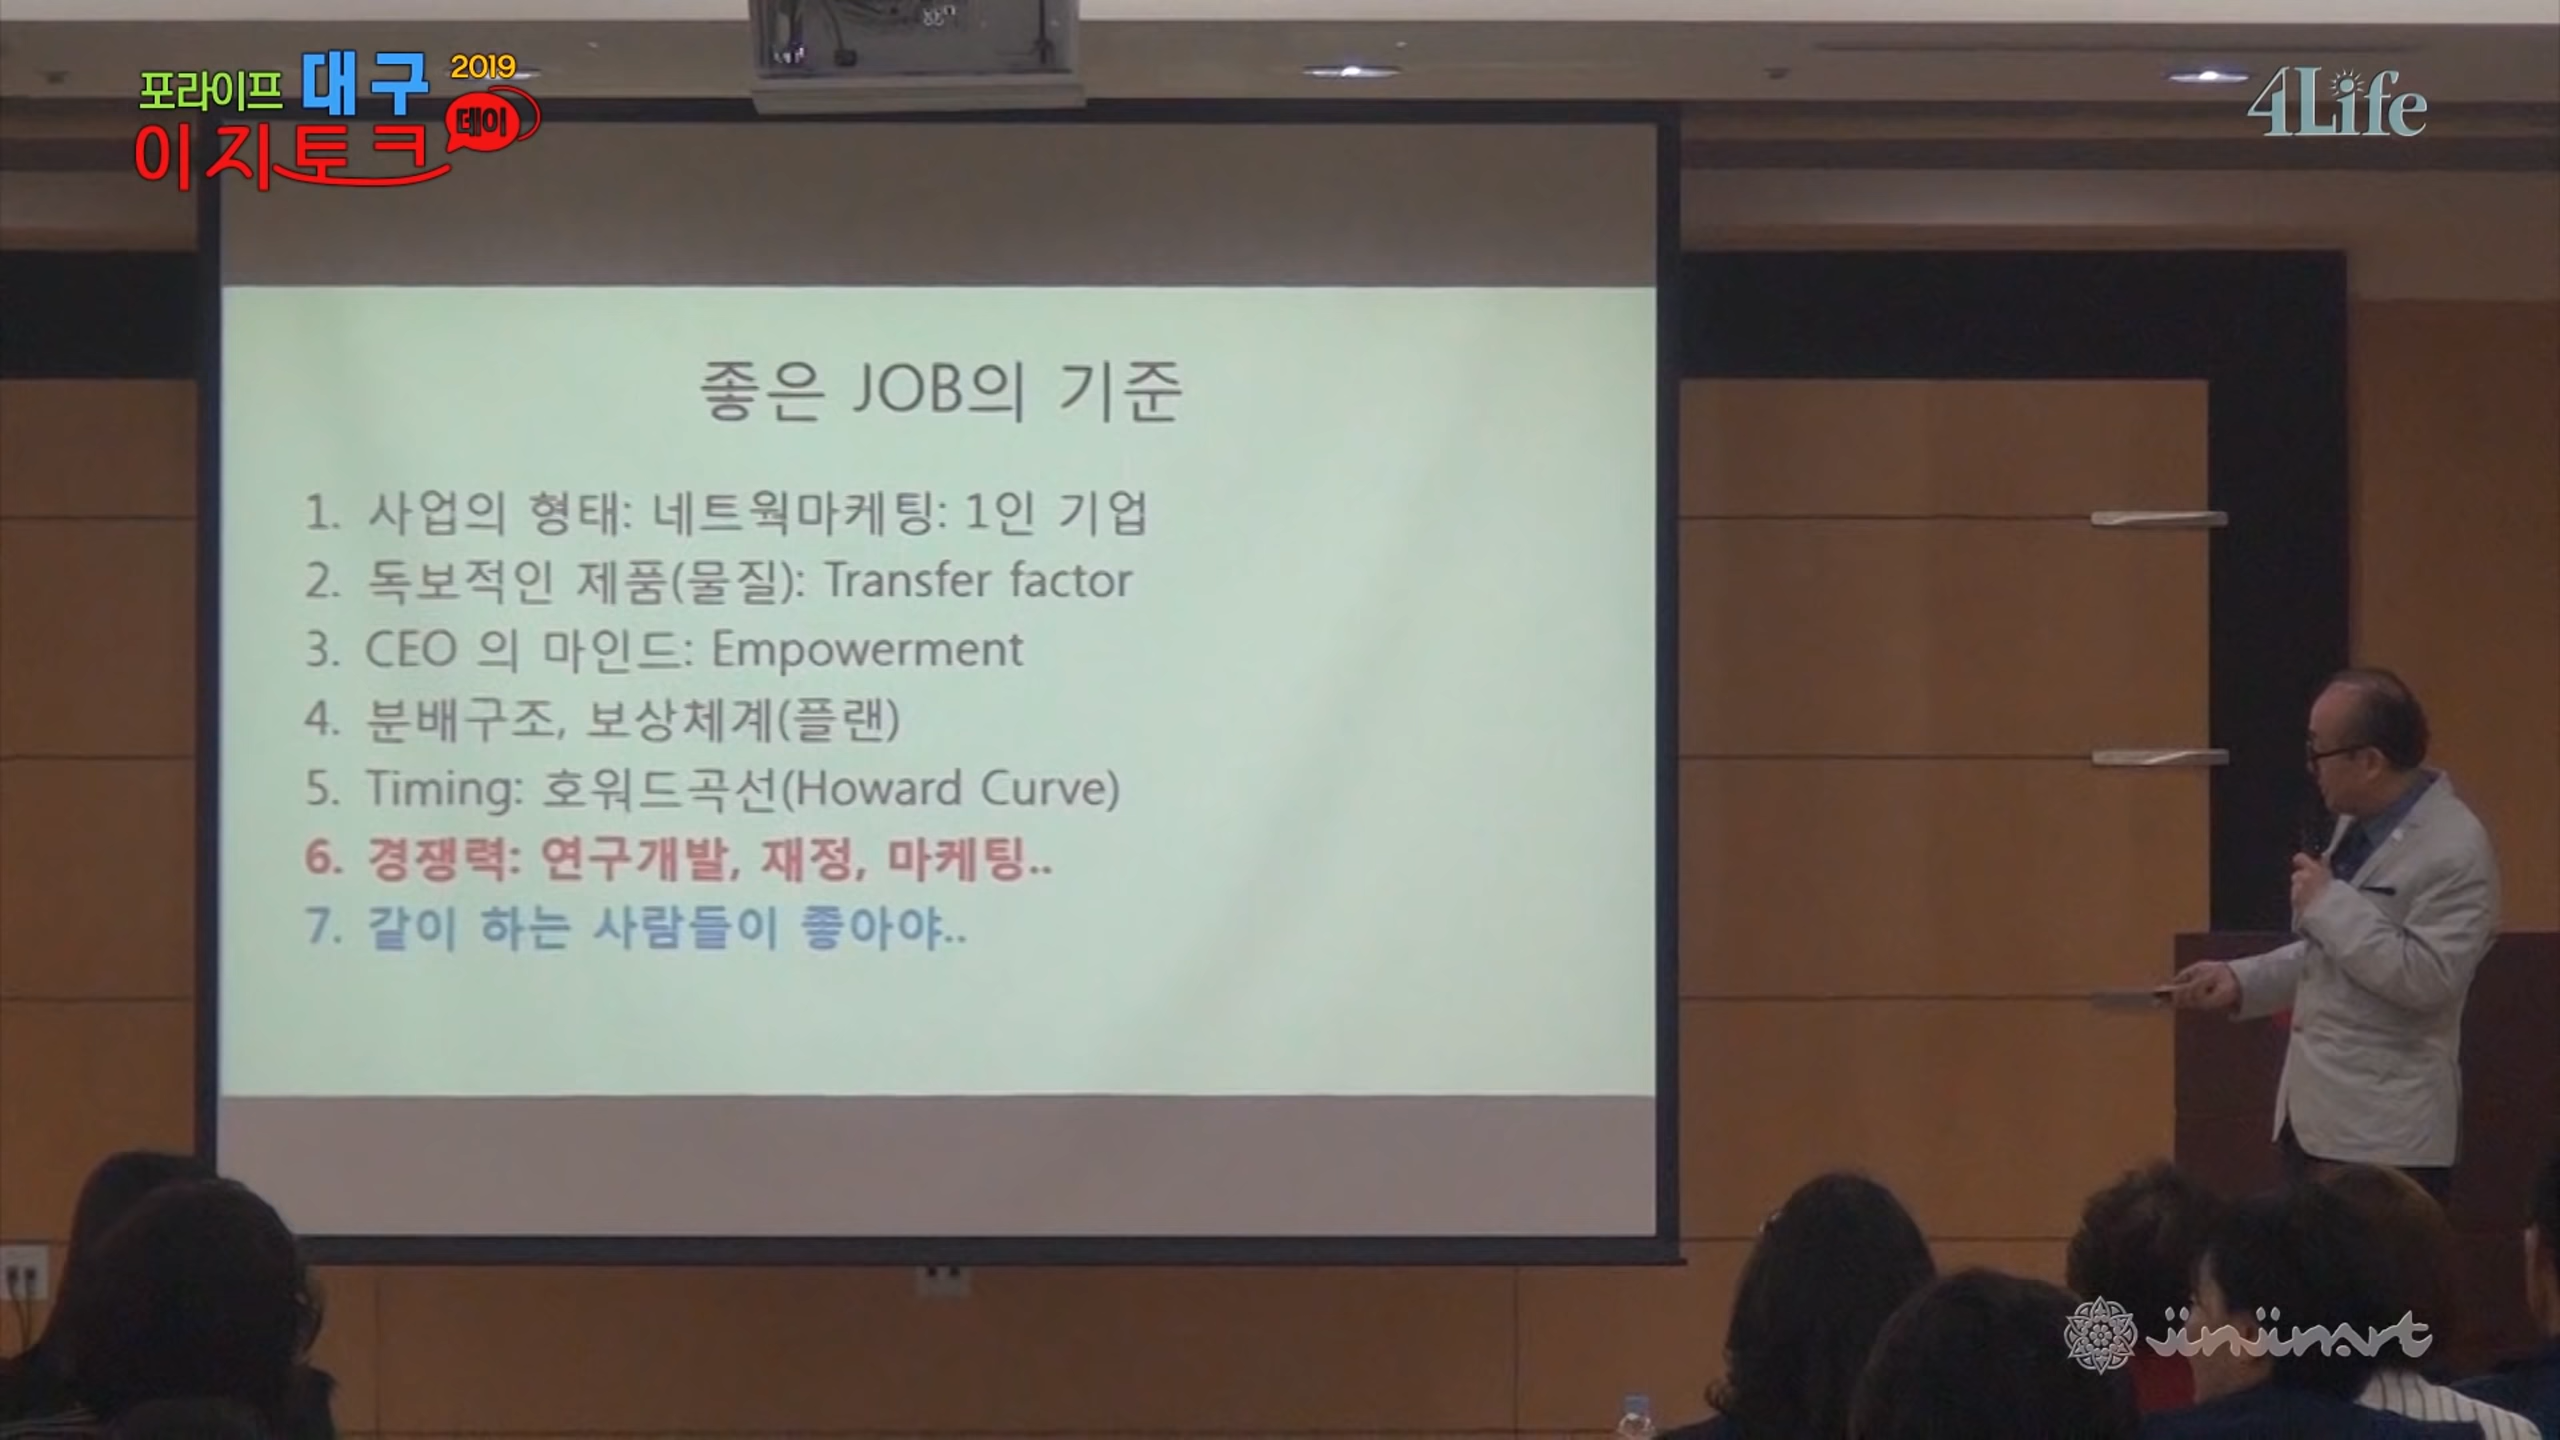 포라이프 대구 2019
이지토크 데이
4Life
좋은 JOB의 기준
1. 사업의 형태: 네트웍마케팅: 1인 기업
2. 독보적인 제품(물질): Transfer factor
3. CEO 의 마인드: Empowerment
4. 분배구조, 보상체계(플랜)
5. Timing: 호워드곡선(Howard Curve)
6. 경쟁력: 연구개발, 재정, 마케팅..
7. 같이 하는 사람들이 좋아야..
jinjinart